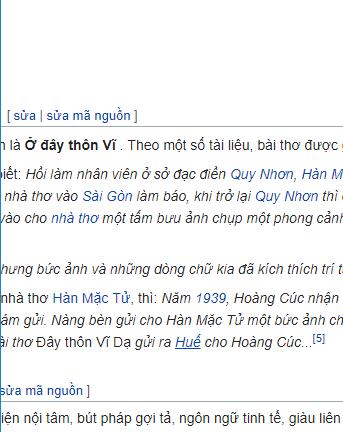 [ sửa | sửa mã nguồn ]
là Ở đây thôn Vĩ . Theo một số tài liệu, bài thơ được
biết: Hồi làm nhân viên ở sở đạc điền Quy Nhơn, Hàn M
nhà thơ vào Sài Gòn làm báo, khi trở lại Quy Nhơn thì
vào cho nhà thơ một tấm bưu ảnh chụp một phong cảnh
hưng bức ảnh và những dòng chữ kia đã kích thích trí t
nhà thơ Hàn Mặc Tử, thì: Năm 1939, Hoàng Cúc nhận
ám gửi. Nàng bèn gửi cho Hàn Mặc Tử một bức ảnh ch
ài thơ Đây thôn Vĩ Dạ gửi ra Huế cho Hoàng Cúc...[5]
sửa mã nguồn ]
iện nội tâm, bút pháp gợi tả, ngôn ngữ tinh tế, giàu liên